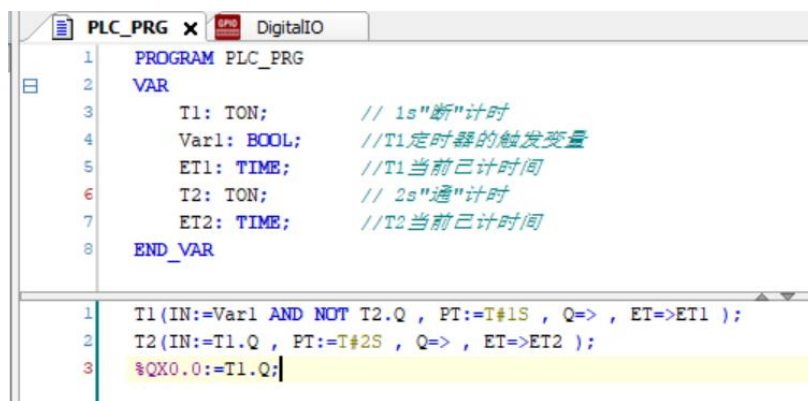 PLC_PRG DigitalIO
1 PROGRAM PLC_PRG
2 VAR
3 T1: TON; // 1s"断"计时
4 Var1: BOOL; //T1定时器的触发变量
5 ET1: TIME; //T1当前已计时间
6 T2: TON; // 2s"通"计时
7 ET2: TIME; //T2当前已计时间
8 END_VAR
1 T1(IN:=Var1 AND NOT T2.Q , PT:=T#1S , Q=> , ET=>ET1 );
2 T2(IN:=T1.Q , PT:=T#2S , Q=> , ET=>ET2 );
3 %QX0.0:=T1.Q;